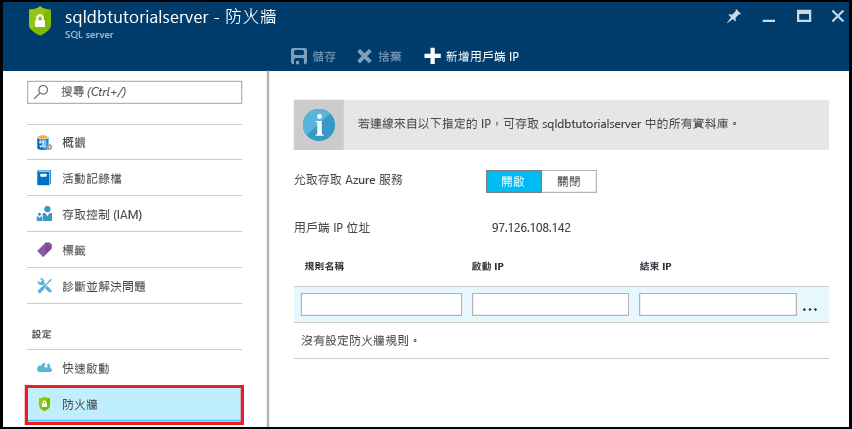 sqldbtutorialserver - 防火牆
SQL server
儲存 捨棄 新增用戶端 IP
搜尋 (Ctrl+/)
概觀
活動記錄檔
存取控制 (IAM)
標籤
診斷並解決問題
設定
快速啟動
防火牆
若連線來自以下指定的 IP，可存取 sqldbtutorialserver 中的所有資料庫。
允取存取 Azure 服務 開啟 關閉
用戶端 IP 位址 97.126.108.142
規則名稱 啟動 IP 結束 IP
...
沒有設定防火牆規則。